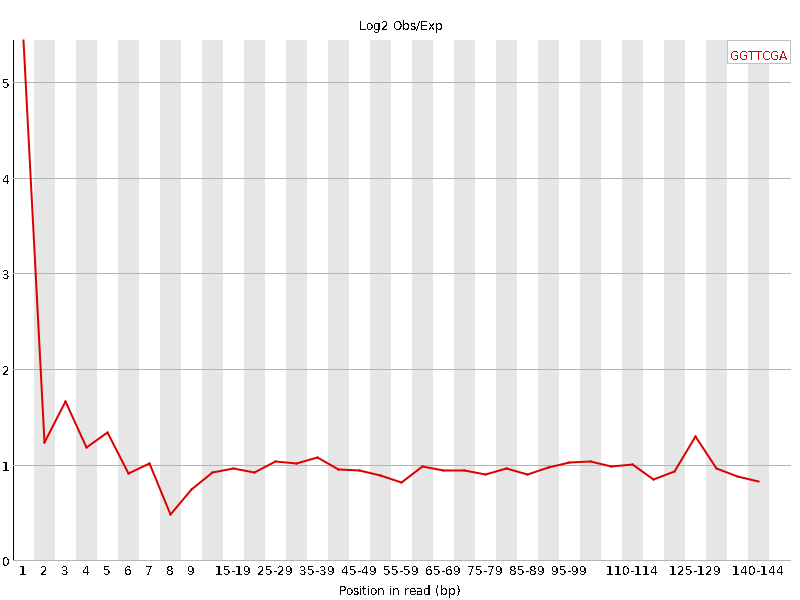 Log2 Obs/Exp
GGTTCGA
5
4
3
2
1
0
1 2 3 4 5 6 7 8 9 15-19 25-29 35-39 45-49 55-59 65-69 75-79 85-89 95-99 110-114 125-129 140-144
Position in read (bp)